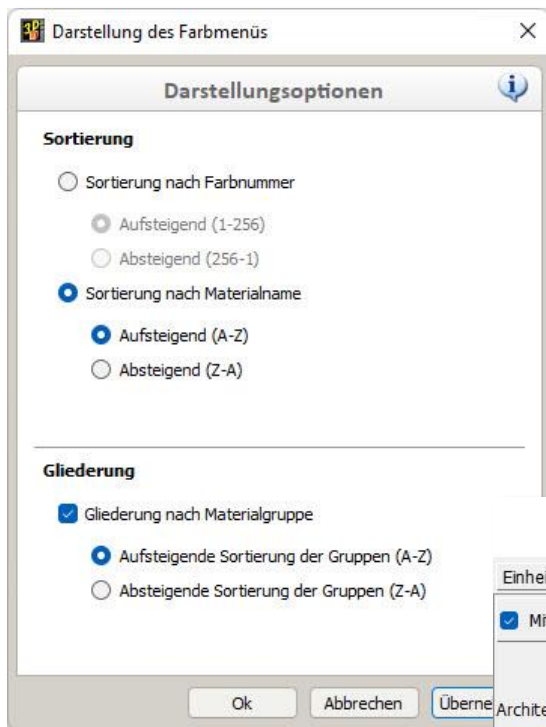 Darstellung des Farbmenüs
Darstellungsoptionen
Sortierung
Sortierung nach Farbnummer
Aufsteigend (1-256)
Absteigend (256-1)
Sortierung nach Materialname
Aufsteigend (A-Z)
Absteigend (Z-A)
Gliederung
Gliederung nach Materialgruppe
Aufsteigende Sortierung der Gruppen (A-Z)
Absteigende Sortierung der Gruppen (Z-A)
Ok Abbrechen